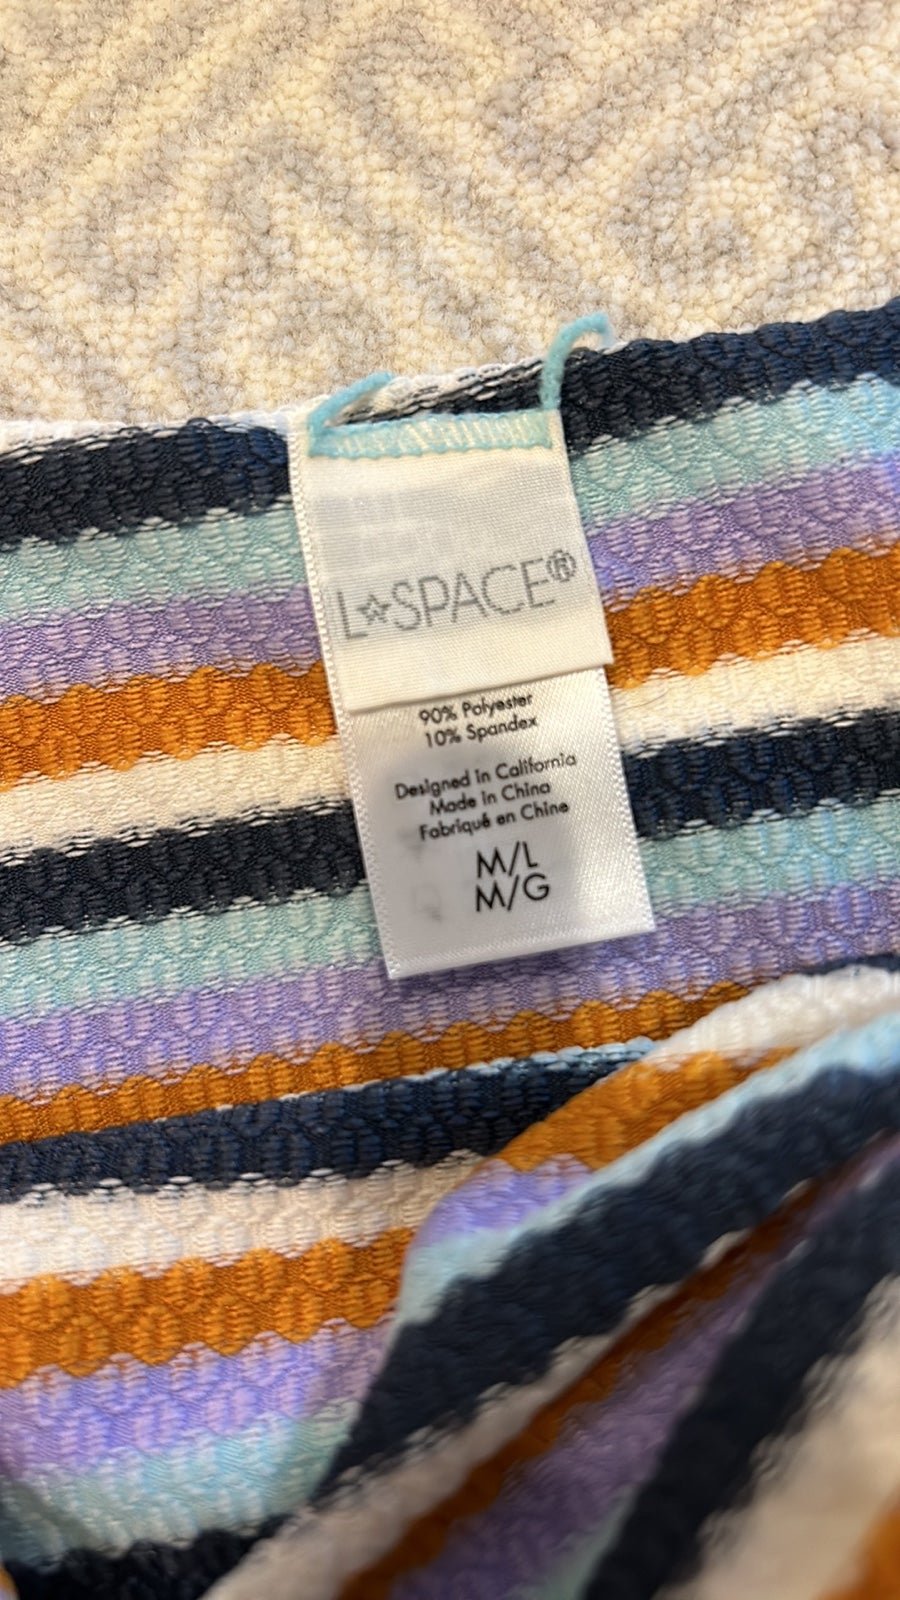 L☆SPACE®
90% Polyester
10% Spandex
Designed in California
Made in China
Fabriqué en Chine
M/L
M/G